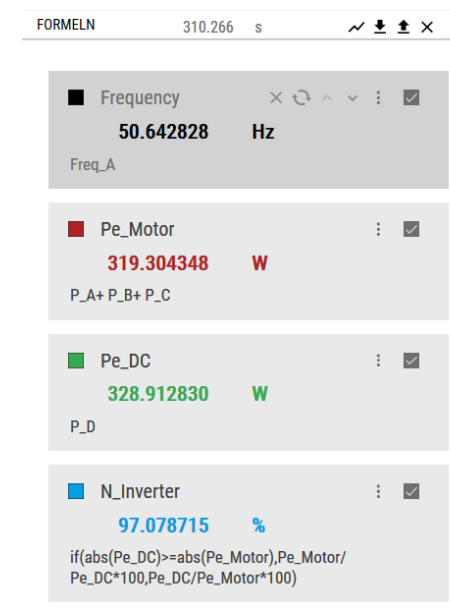 FORMELN 310.266 s
Frequency
50.642828 Hz
Freq_A
Pe_Motor
319.304348 W
P_A+ P_B+ P_C
Pe_DC
328.912830 W
P_D
N_Inverter
97.078715 %
if(abs(Pe_DC)>=abs(Pe_Motor),Pe_Motor/
Pe_DC*100,Pe_DC/Pe_Motor*100)